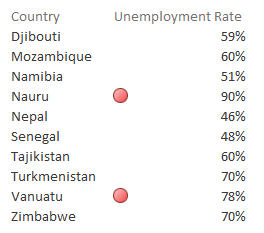 Country Unemployment Rate
Djibouti 59%
Mozambique 60%
Namibia 51%
Nauru 90%
Nepal 46%
Senegal 48%
Tajikistan 60%
Turkmenistan 70%
Vanuatu 78%
Zimbabwe 70%